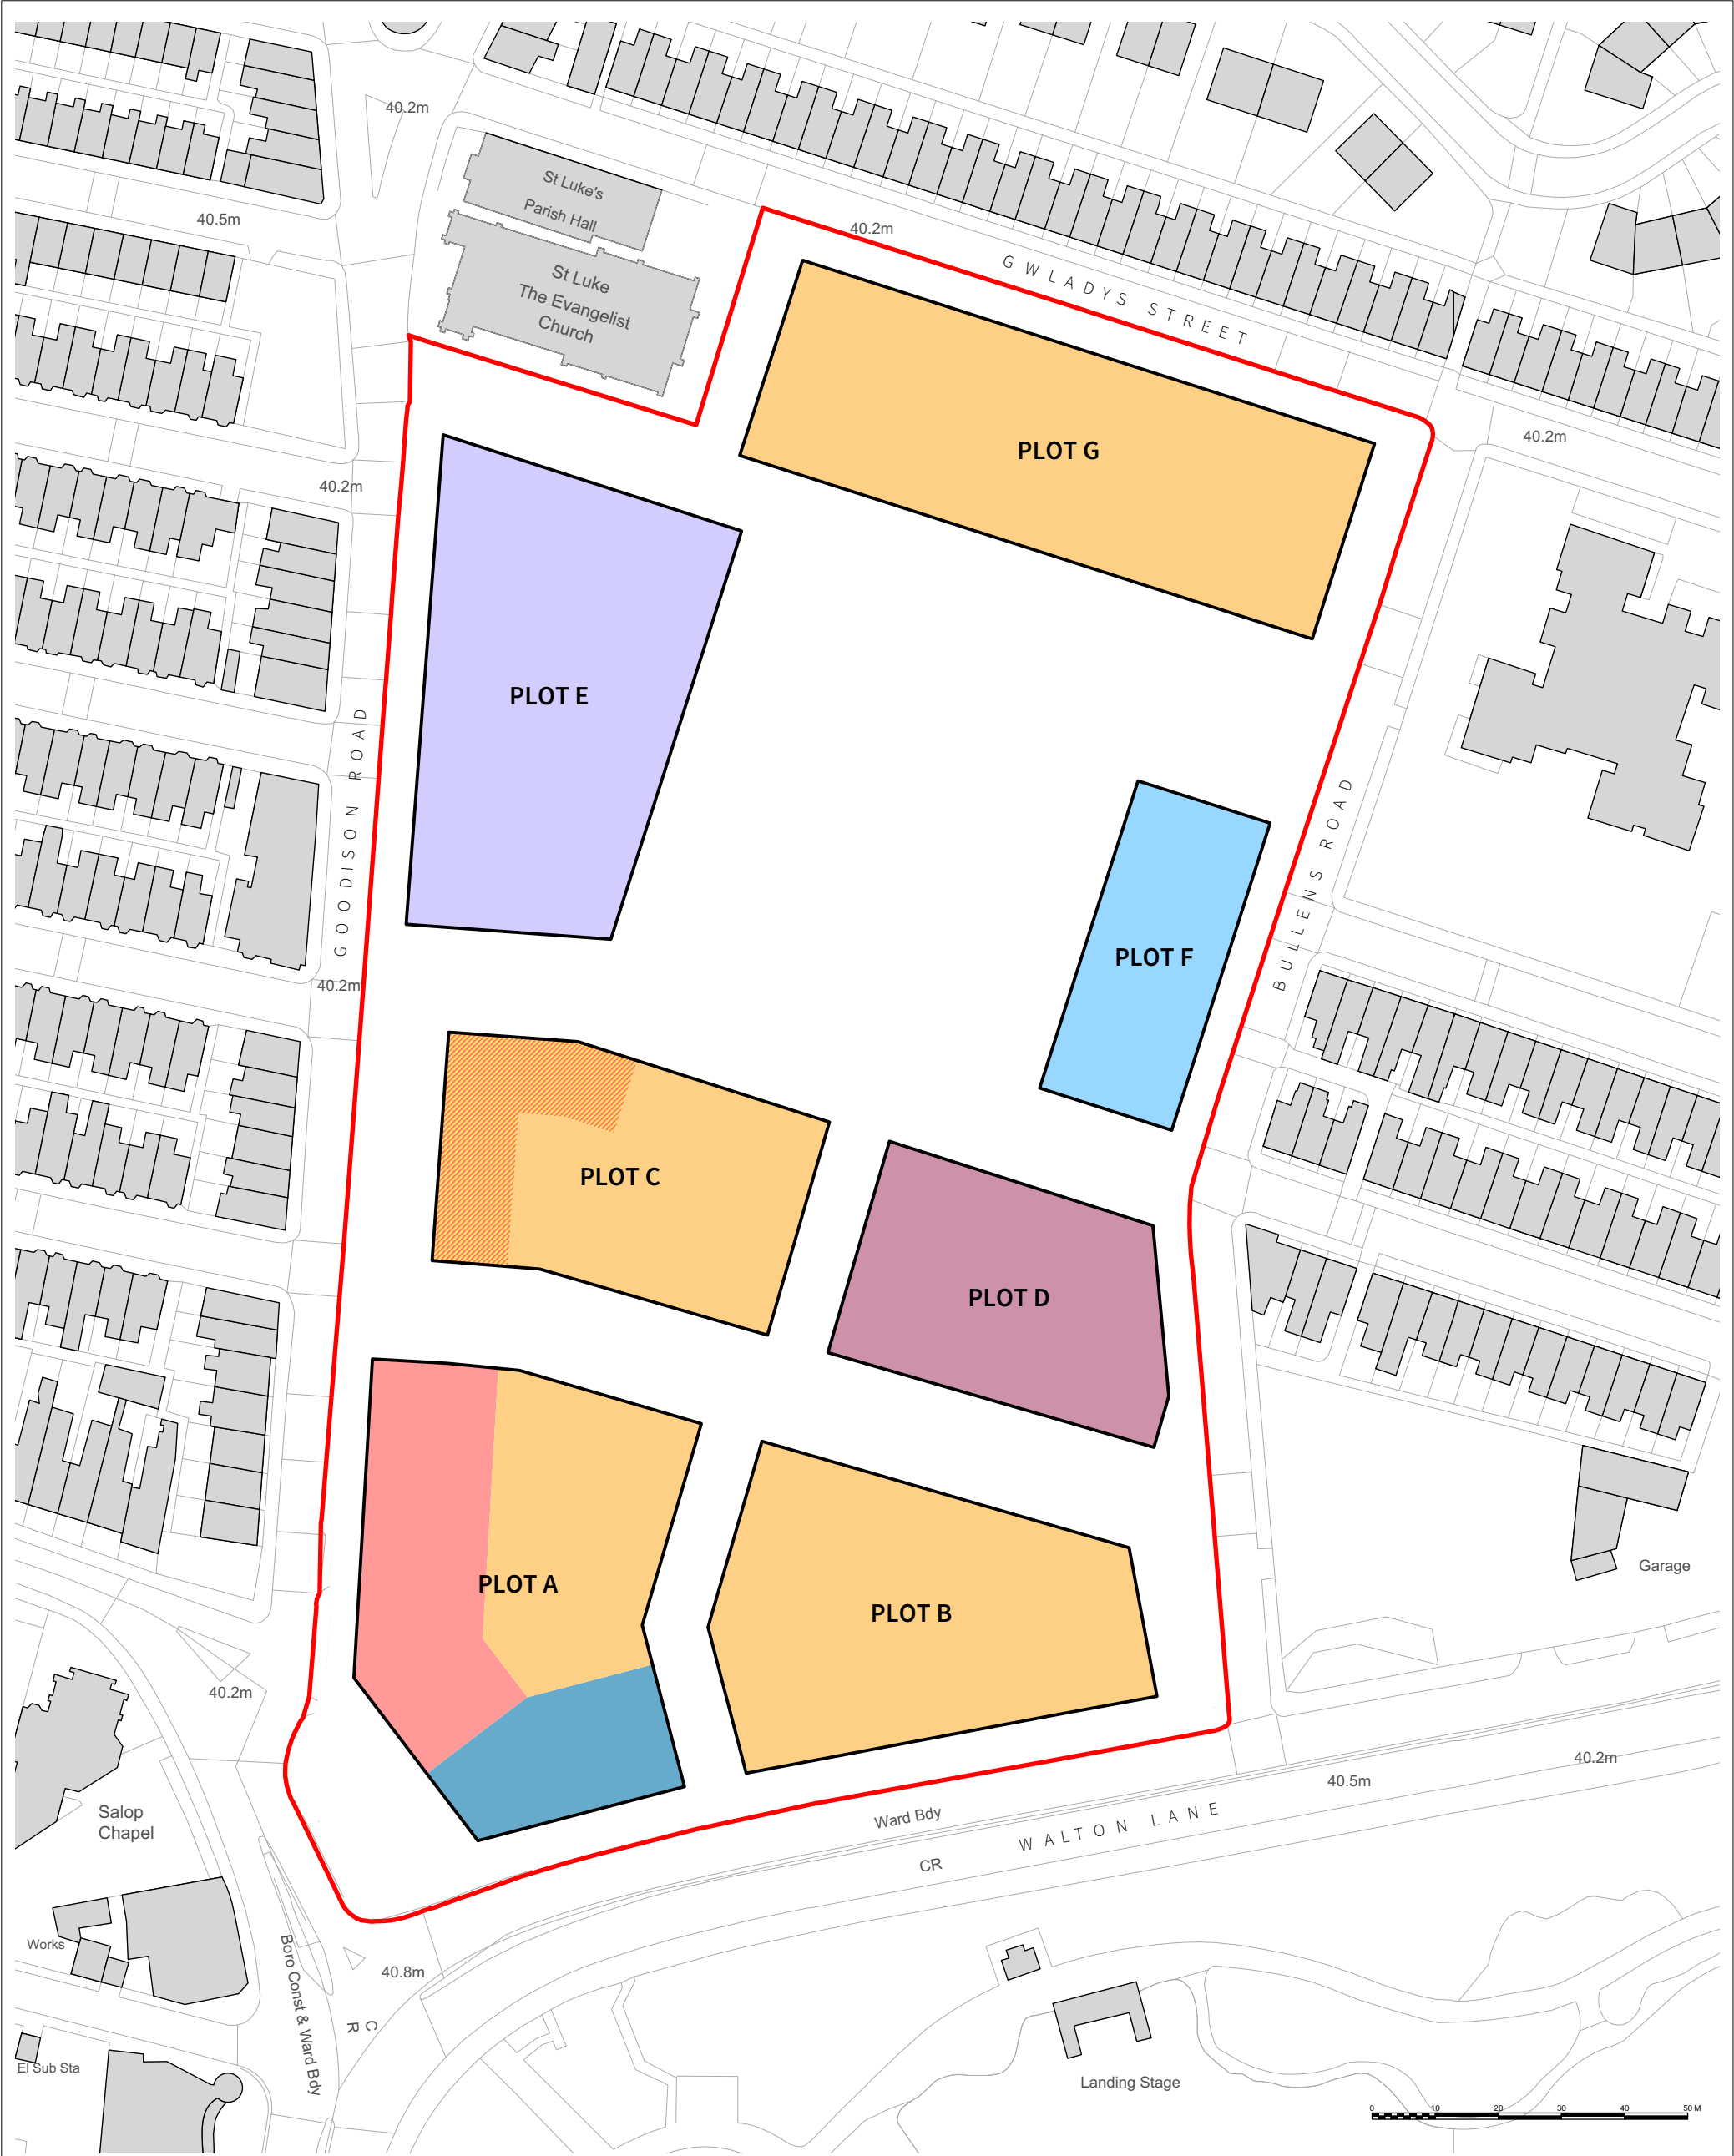 40.2m
40.5m
St Luke's
Parish Hall
St Luke
The Evangelist
Church
40.2m
GWLADYS STREET
PLOT G
40.2m
40.2m
PLOT E
GOODISON ROAD
BULLENS ROAD
PLOT F
40.2m
PLOT C
PLOT D
PLOT A
PLOT B
Garage
40.2m
40.2m
40.5m
Salop
Chapel
Ward Bdy
WALTON LANE
CR
Works
Boro Const & Ward Bdy
40.8m
CR
El Sub Sta
Landing Stage
0 10 20 30 40 50 M